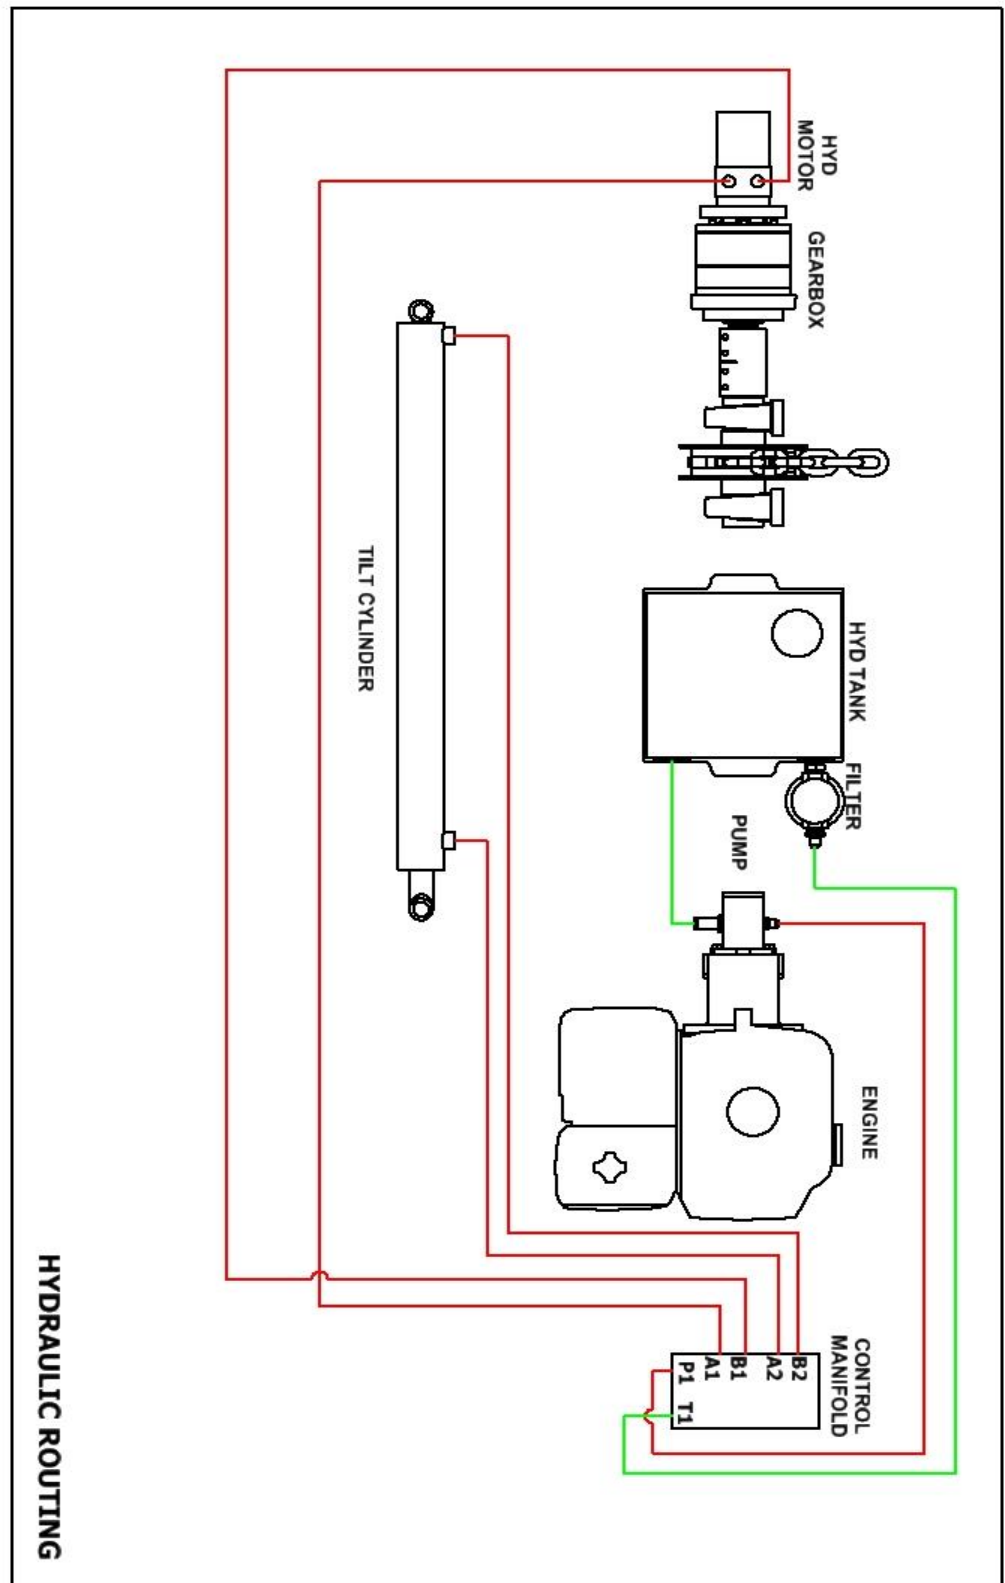 HYD
MOTOR
GEARBOX
TILT CYLINDER
HYD TANK
FILTER
PUMP
ENGINE
CONTROL
MANIFOLD
B2
A2
B1
A1
P1
T1
HYDRAULIC ROUTING